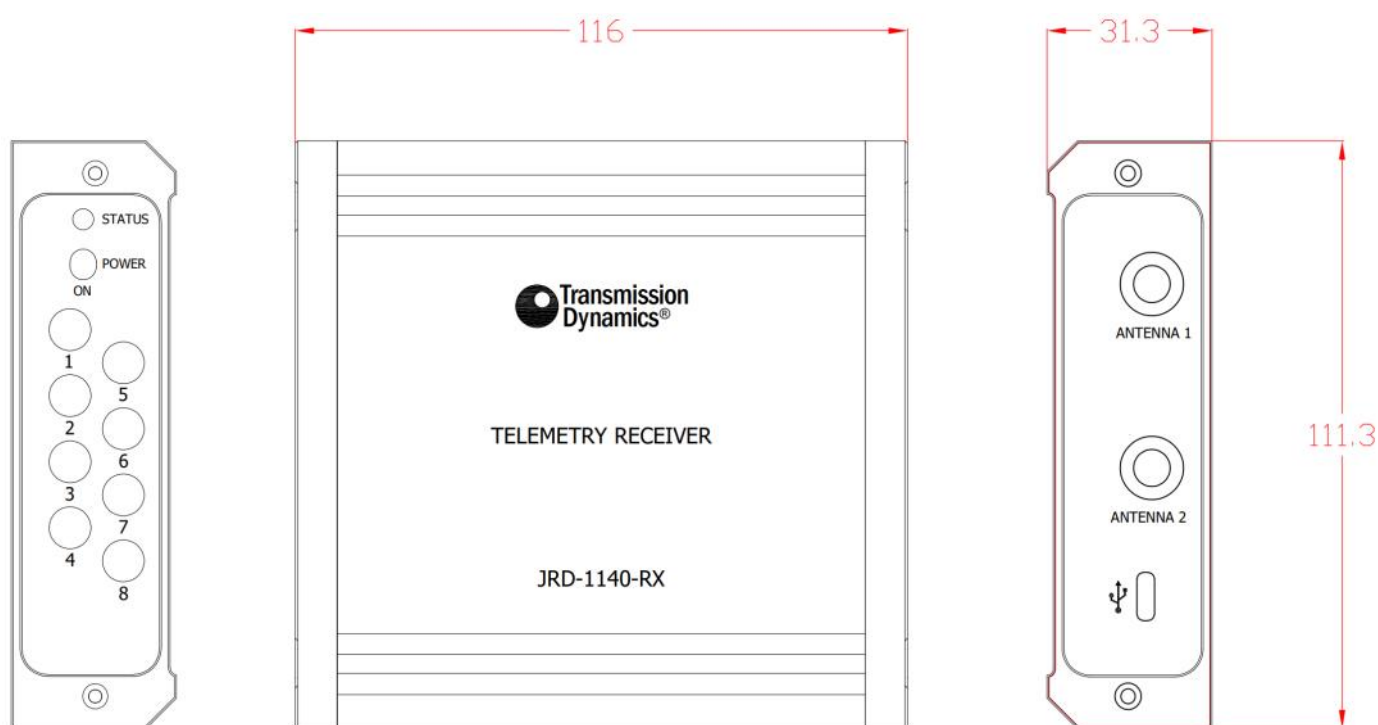 116
31.3
STATUS
POWER
ON
1
5
2
6
3
7
4
8
Transmission
Dynamics®
TELEMETRY RECEIVER
JRD-1140-RX
ANTENNA 1
ANTENNA 2
111.3